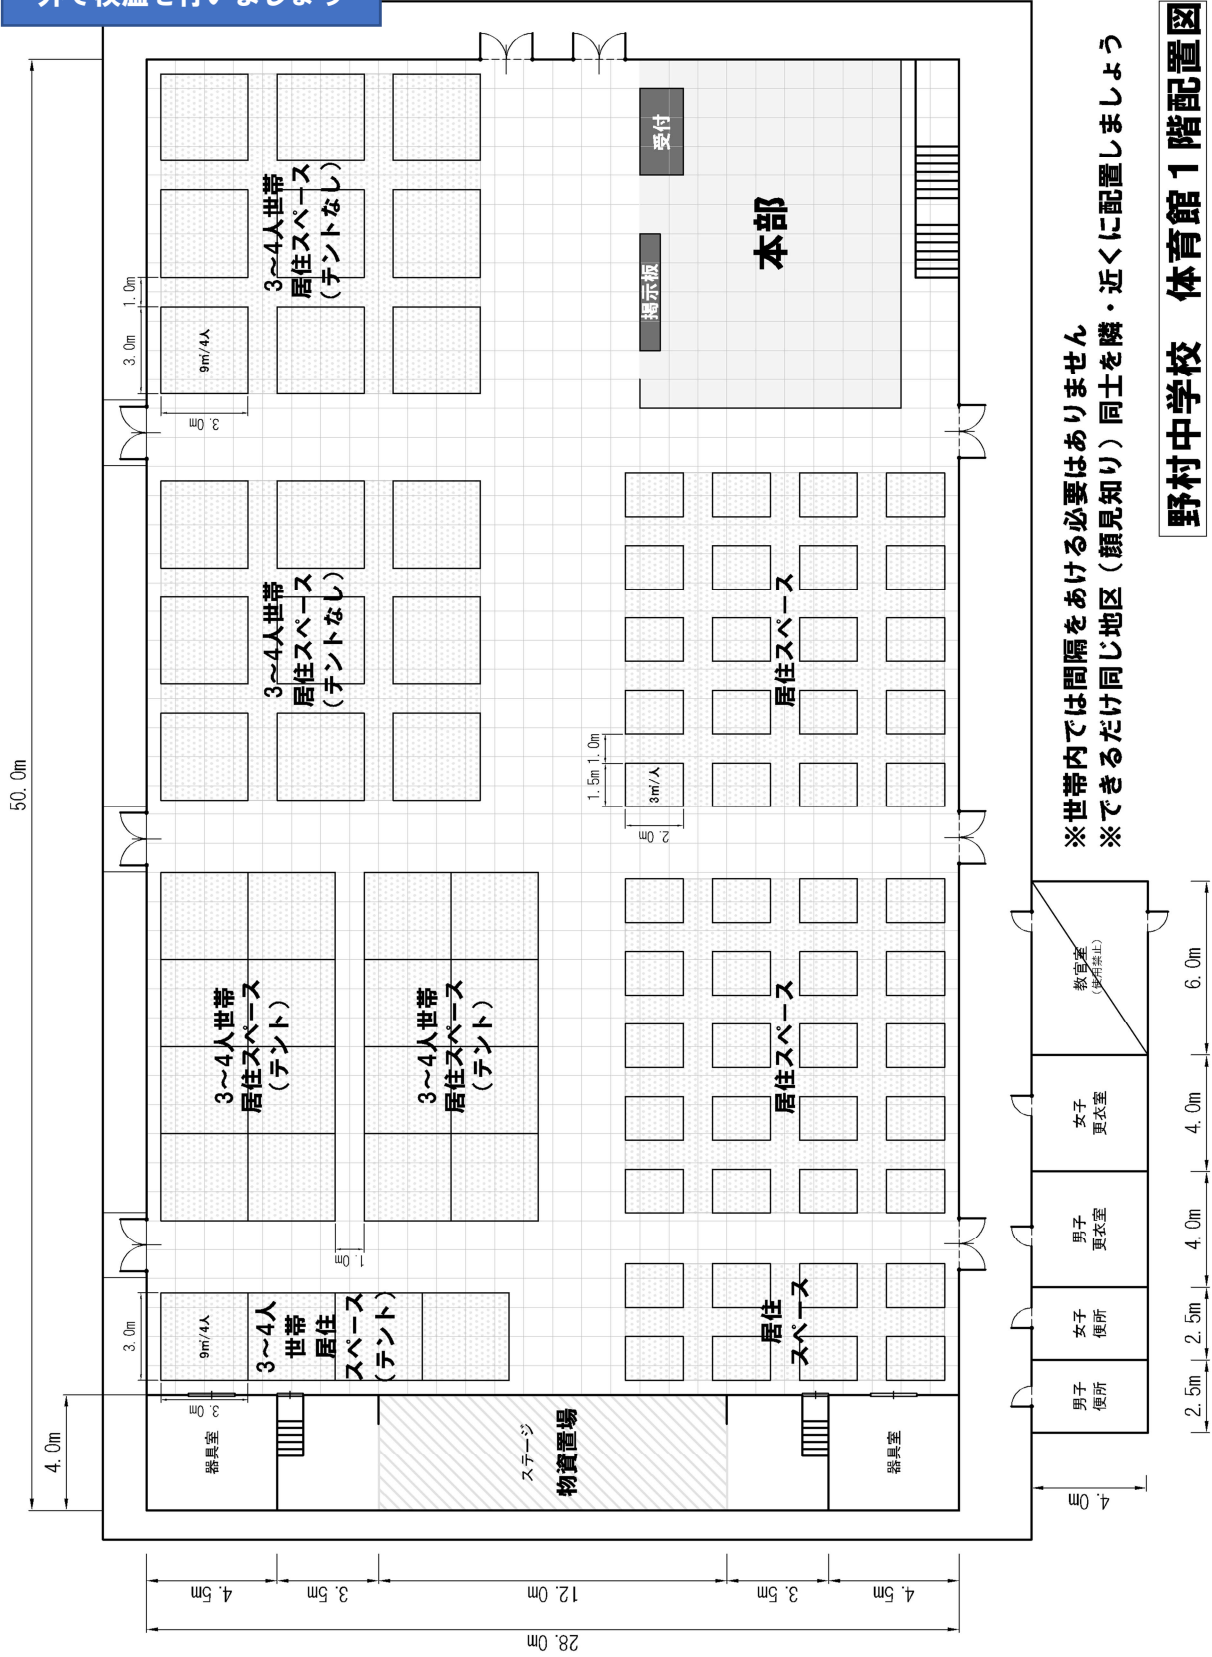 外で検温を行いましょう
野村中学校　体育館１階配置図
※世帯内では間隔をあける必要はありません
※できるだけ同じ地区（顔見知り）同士を隣・近くに配置しましょう
50.0m
4.0m
3.0m
3.0m
1.0m
3.0m
9㎡/4人
3～4人
世帯
居住
スペース
（テント）
3～4人世帯
居住スペース
（テント）
1.0m
3～4人世帯
居住スペース
（テント）
3～4人世帯
居住スペース
（テントなし）
3～4人世帯
居住スペース
（テントなし）
9㎡/4人
3.0m
器具室
ステージ
物資置場
器具室
1.5m
1.0m
2.0m
3㎡/人
居住
スペース
居住スペース
居住スペース
掲示板
受付
本部
男子
便所
女子
便所
男子
更衣室
女子
更衣室
教官室
（使用禁止）
2.5m
2.5m
4.0m
4.0m
6.0m
4.0m
4.5m
3.5m
12.0m
3.5m
4.5m
28.0m